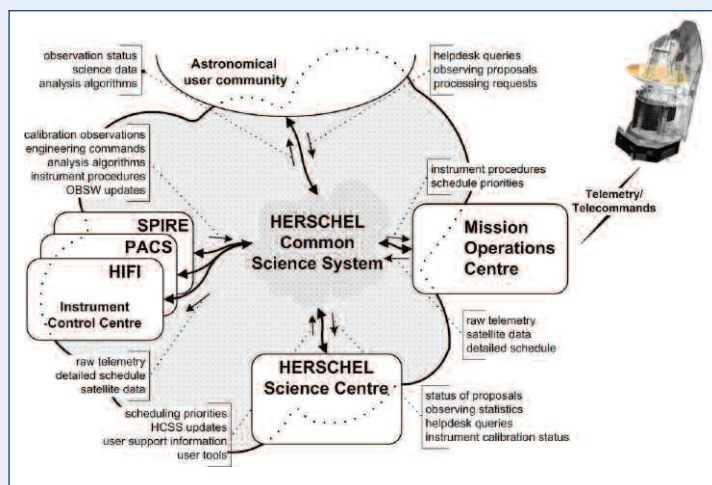 observation status
science data
analysis algorithms
Astronomical
user community
helpdesk queries
observing proposals
processing requests
calibration observations
engineering commands
analysis algorithms
instrument procedures
OBSW updates
instrument procedures
schedule priorities
Telemetry/
Telecommands
SPIRE
PACS
HIFI
Instrument
Control Centre
HERSCHEL
Common
Science System
Mission
Operations
Centre
raw telemetry
detailed schedule
satellite data
raw telemetry
satellite data
detailed schedule
HERSCHEL
Science Centre
scheduling priorities
HCSS updates
user support information
user tools
status of proposals
observing statistics
helpdesk queries
instrument calibration status